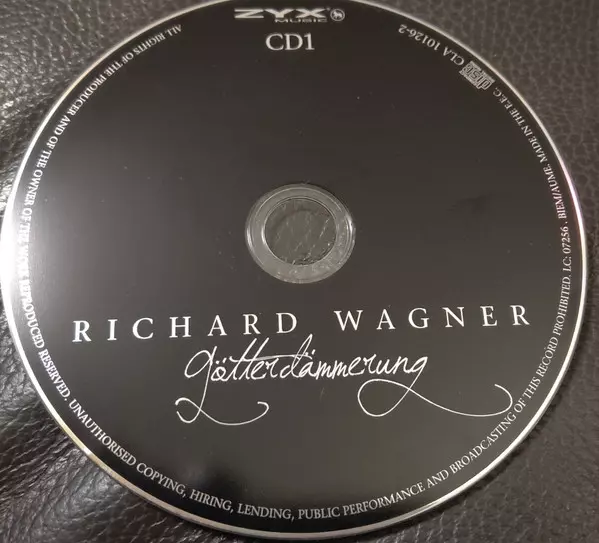 ZYX
MUSIC
CD1
CLA 10126-2
RICHARD WAGNER
götterdämmerung
ALL RIGHTS OF THE PRODUCER AND OF THE OWNER OF THE WORK REPRODUCED RESERVED. UNAUTHORISED COPYING, HIRING, LENDING, PUBLIC PERFORMANCE AND BROADCASTING OF THIS RECORD PROHIBITED. LC: 07256 . BIEM/AUME. MADE IN THE E.E.C.